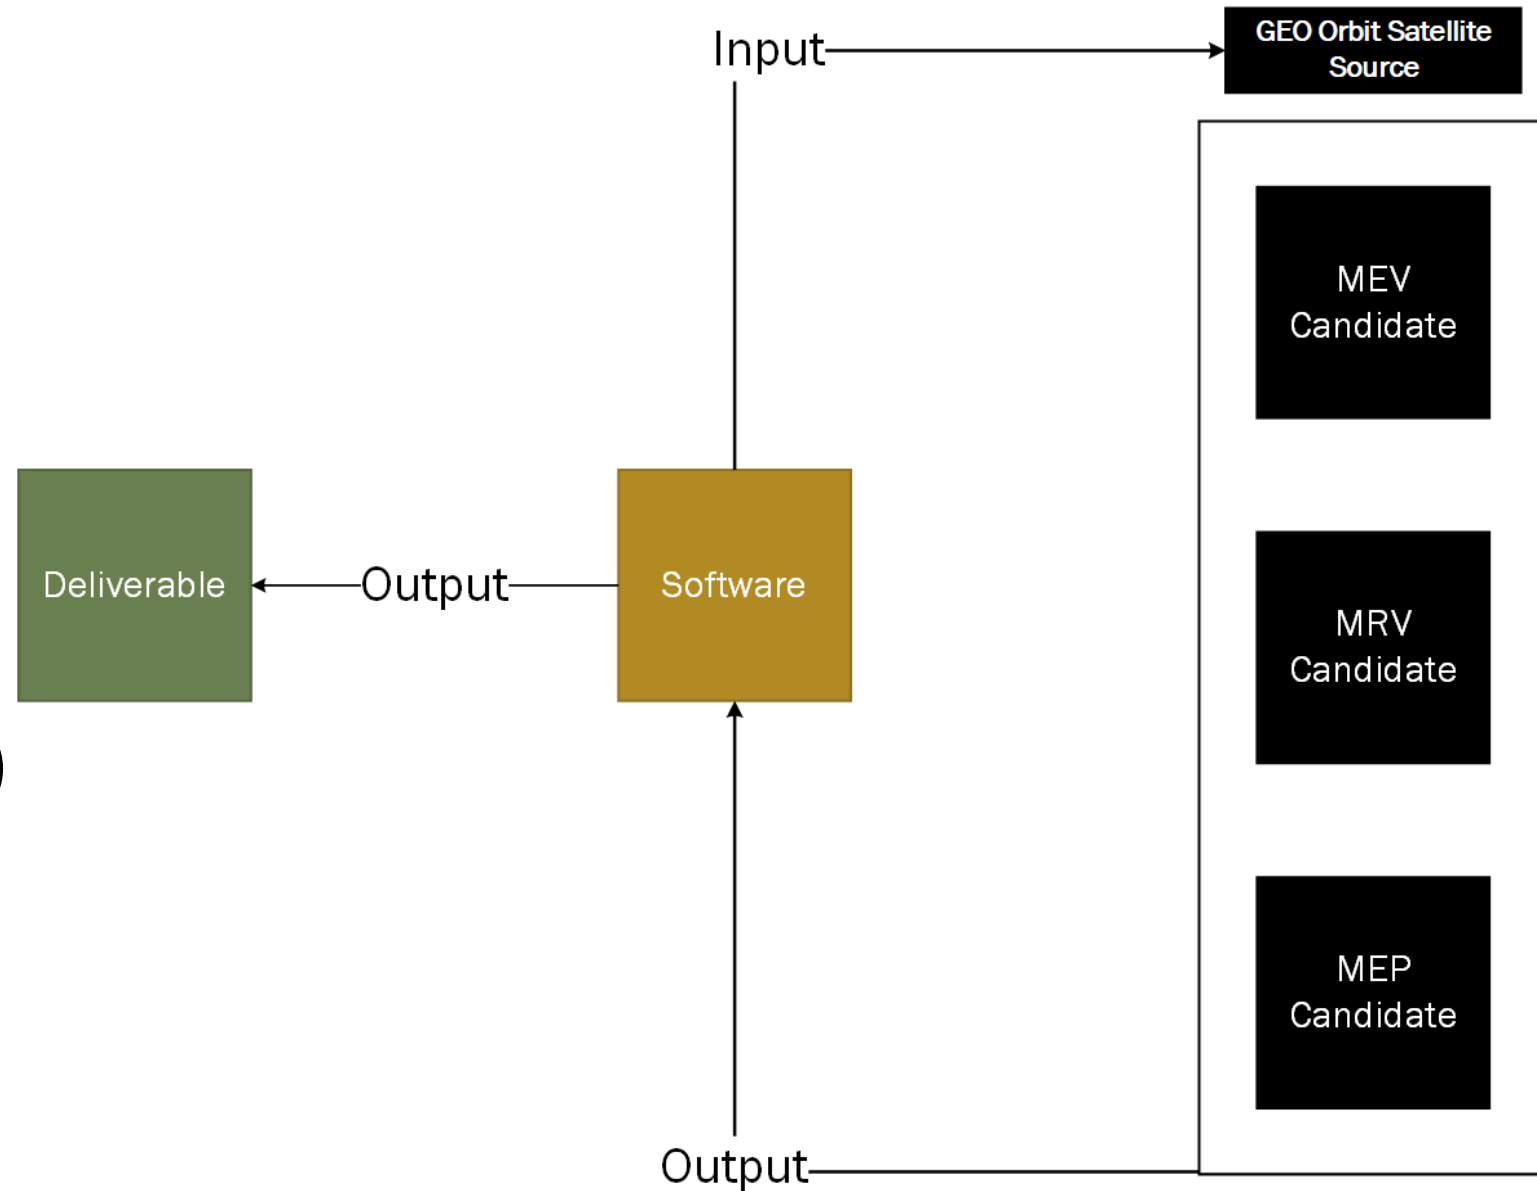 Input
GEO Orbit Satellite
Source
MEV
Candidate
Deliverable
Output
Software
MRV
Candidate
)
MEP
Candidate
Output